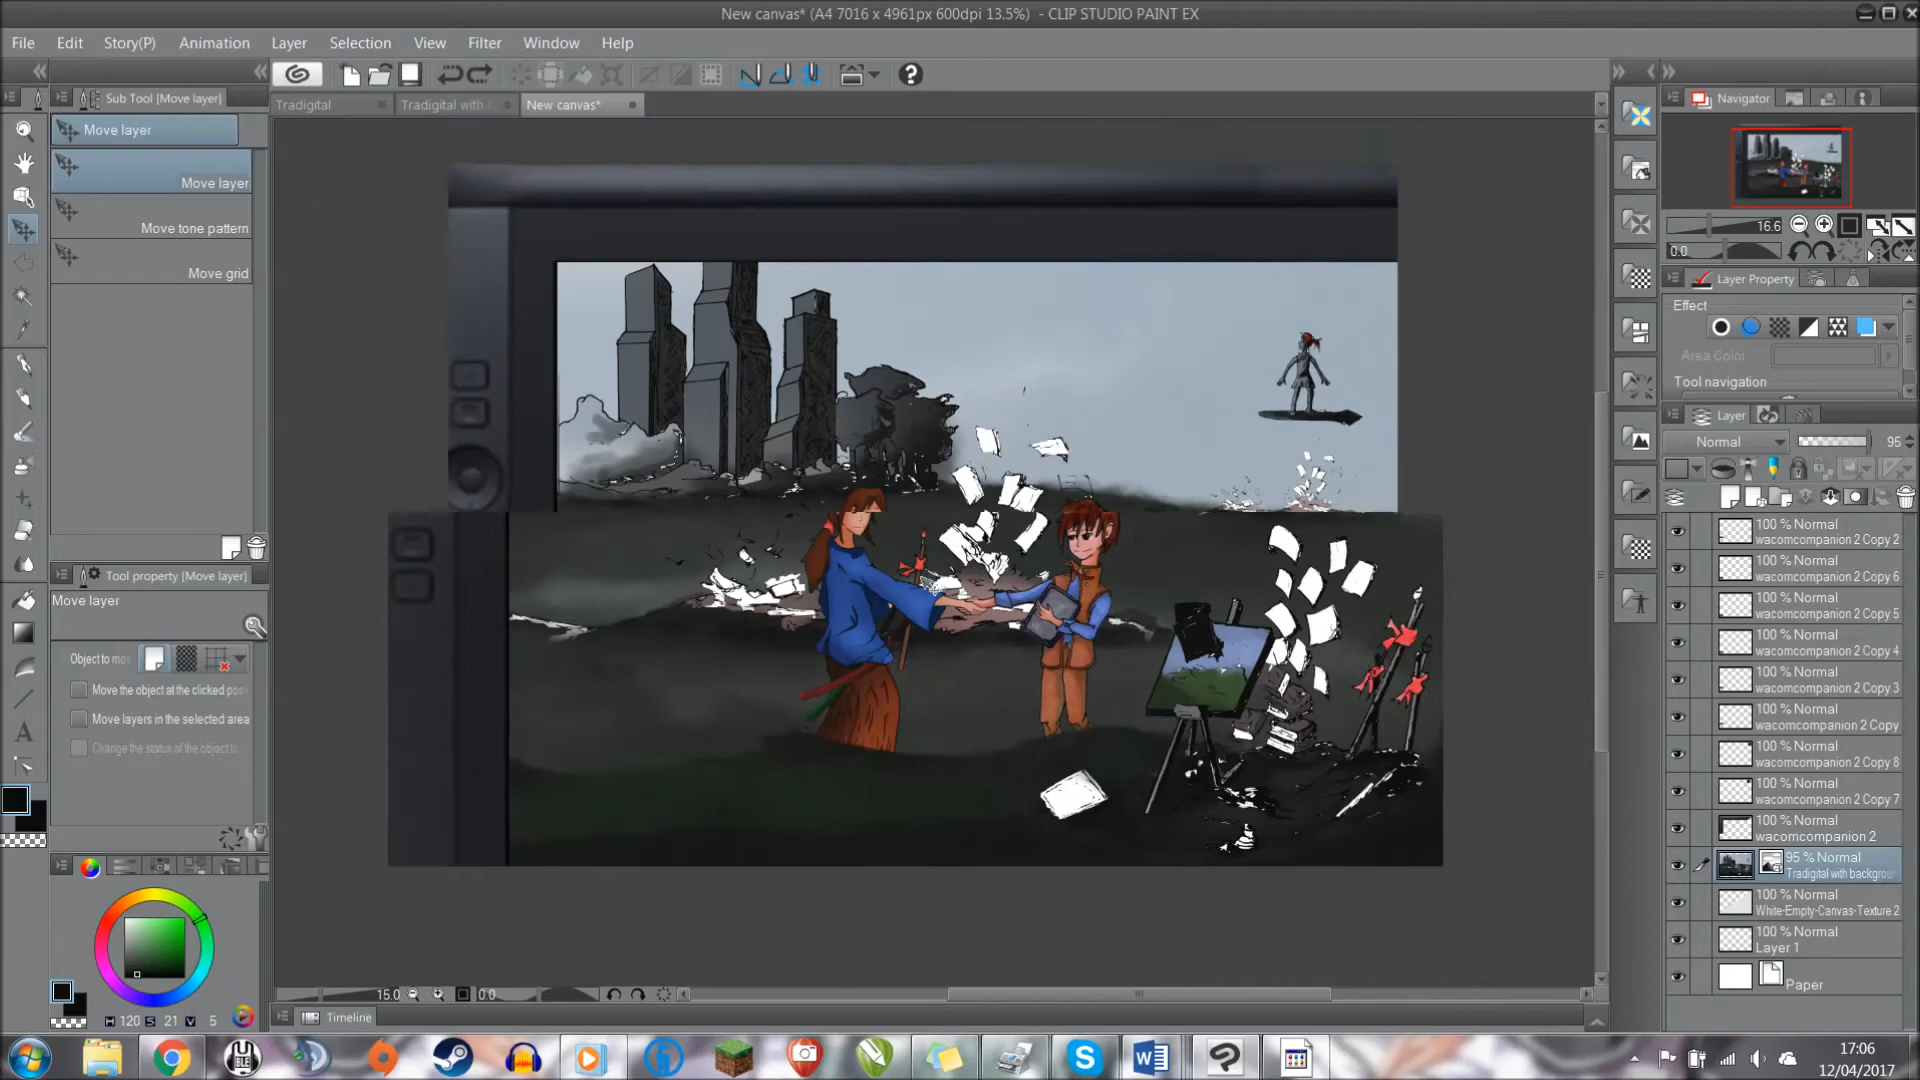 New canvas* (A4 7016 x 4961px 600dpi 13.5%) - CLIP STUDIO PAINT EX
File Edit Story(P) Animation Layer Selection View Filter Window Help
Sub Tool [Move layer]
Tradigital Tradigital with New canvas*
Navigator
Move layer
Move layer
Move tone pattern
Move grid
16.6
0.0
Layer Property
Effect
Area Color
Tool navigation
Layer
Normal 95
100 % Normal
wacomcompanion 2 Copy 2
100 % Normal
wacomcompanion 2 Copy 6
100 % Normal
wacomcompanion 2 Copy 5
100 % Normal
wacomcompanion 2 Copy 4
100 % Normal
wacomcompanion 2 Copy 3
100 % Normal
wacomcompanion 2 Copy
100 % Normal
wacomcompanion 2 Copy 8
100 % Normal
wacomcompanion 2 Copy 7
100 % Normal
wacomcompanion 2
95 % Normal
Tradigital with backgroun
100 % Normal
White-Empty-Canvas-Texture 2
100 % Normal
Layer 1
Paper
Tool property [Move layer]
Move layer
Object to mov
Move the object at the clicked posi
Move layers in the selected area
Change the status of the object to
H 120 S 21 V 5
15.0 0.0
Timeline
17:06
12/04/2017